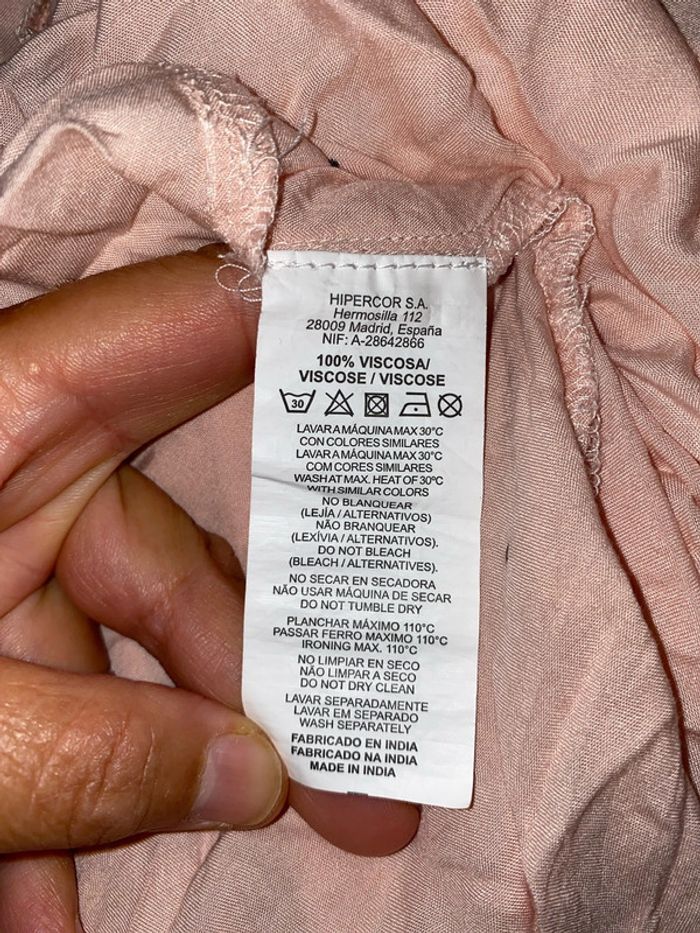 HIPERCOR S.A.
Hermosilla 112
28009 Madrid, España
NIF: A-28642866
100% VISCOSA/
VISCOSE / VISCOSE
30
LAVAR A MÁQUINA MAX 30°C
CON COLORES SIMILARES
LAVAR A MÁQUINA MAX 30°C
COM CORES SIMILARES
WASH AT MAX. HEAT OF 30ºC
WITH SIMILAR COLORS
NO BLANQUEAR
(LEJÍA / ALTERNATIVOS)
NÃO BRANQUEAR
(LEXÍVIA / ALTERNATIVOS).
DO NOT BLEACH
(BLEACH / ALTERNATIVES).
NO SECAR EN SECADORA
NÃO USAR MÁQUINA DE SECAR
DO NOT TUMBLE DRY
PLANCHAR MÁXIMO 110°C
PASSAR FERRO MAXIMO 110°C
IRONING MAX. 110°C
NO LIMPIER EN SECO
NÃO LIMPAR A SECO
DO NOT DRY CLEAN
LAVAR SEPARADAMENTE
LAVAR EM SEPARADO
WASH SEPARATELY
FABRICADO EN INDIA
FABRICADO NA INDIA
MADE IN INDIA